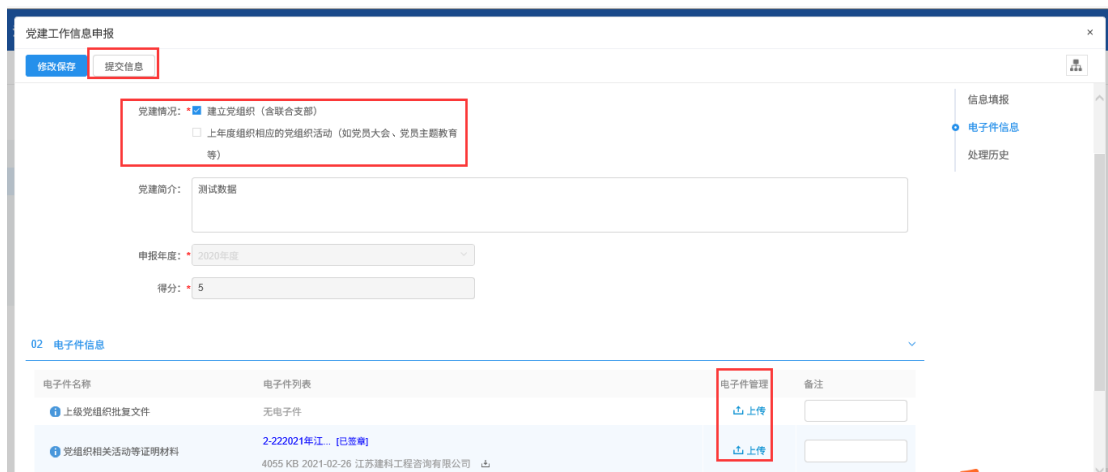 党建工作信息申报
×
修改保存 提交信息
党建情况: * 建立党组织（含联合支部）
上年度组织相应的党组织活动（如党员大会、党员主题教育
等）
党建简介: 测试数据
申报年度: * 2020年度
得分: * 5
信息填报
电子件信息
处理历史
02 电子件信息
电子件名称 电子件列表 电子件管理 备注
上级党组织批复文件 无电子件 上传
党组织相关活动等证明材料 2-222021年江... [已签章] 上传
4055 KB 2021-02-26 江苏建科工程咨询有限公司